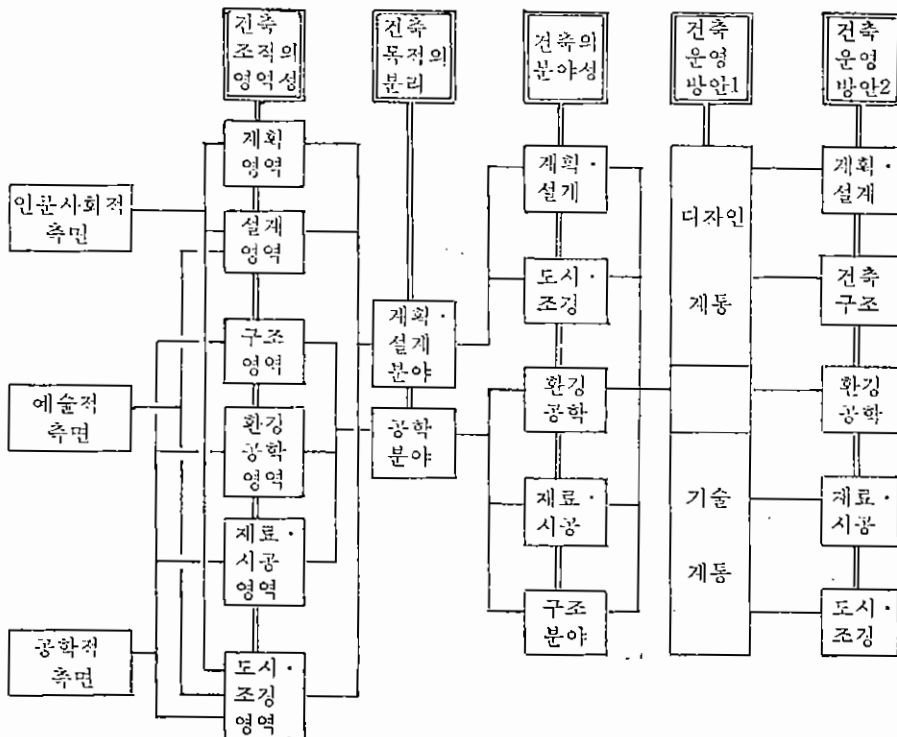 건축
조직의
영역성
건축
목적의
분리
건축의
분야성
건축
운영
방안1
건축
운영
방안2
인문사회적
측면
예술적
측면
공학적
측면
계획
영역
설계
영역
구조
영역
환경
공학
영역
재료·
시공
영역
도시·
조경
영역
계획·
설계
분야
공학
분야
계획·
설계
도시·
조경
환경
공학
재료·
시공
구조
분야
디자인
계통
기술
계통
계획·
설계
건축
구조
환경
공학
재료·
시공
도시·
조경